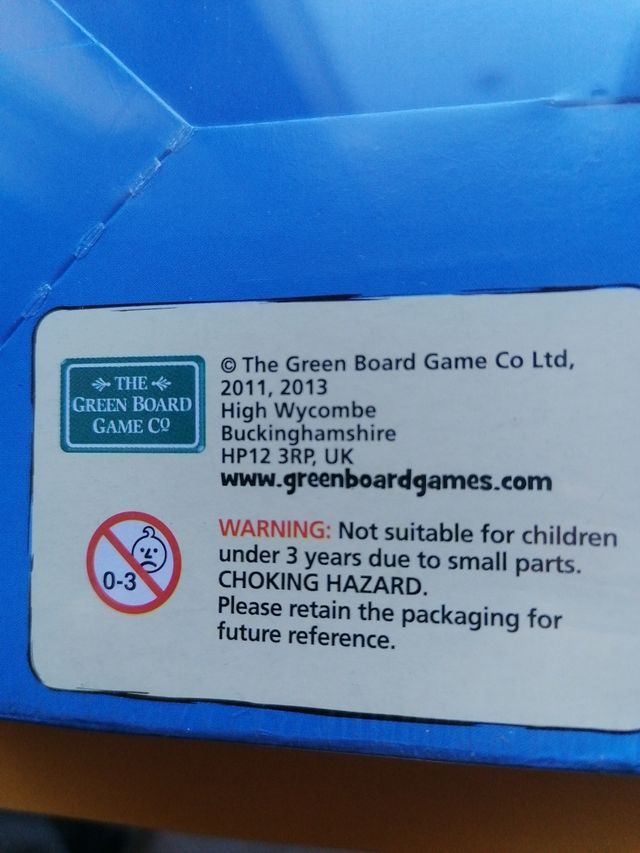 THE
GREEN BOARD
GAME CO
© The Green Board Game Co Ltd,
2011, 2013
High Wycombe
Buckinghamshire
HP12 3RP, UK
www.greenboardgames.com
0-3
WARNING: Not suitable for children
under 3 years due to small parts.
CHOKING HAZARD.
Please retain the packaging for
future reference.